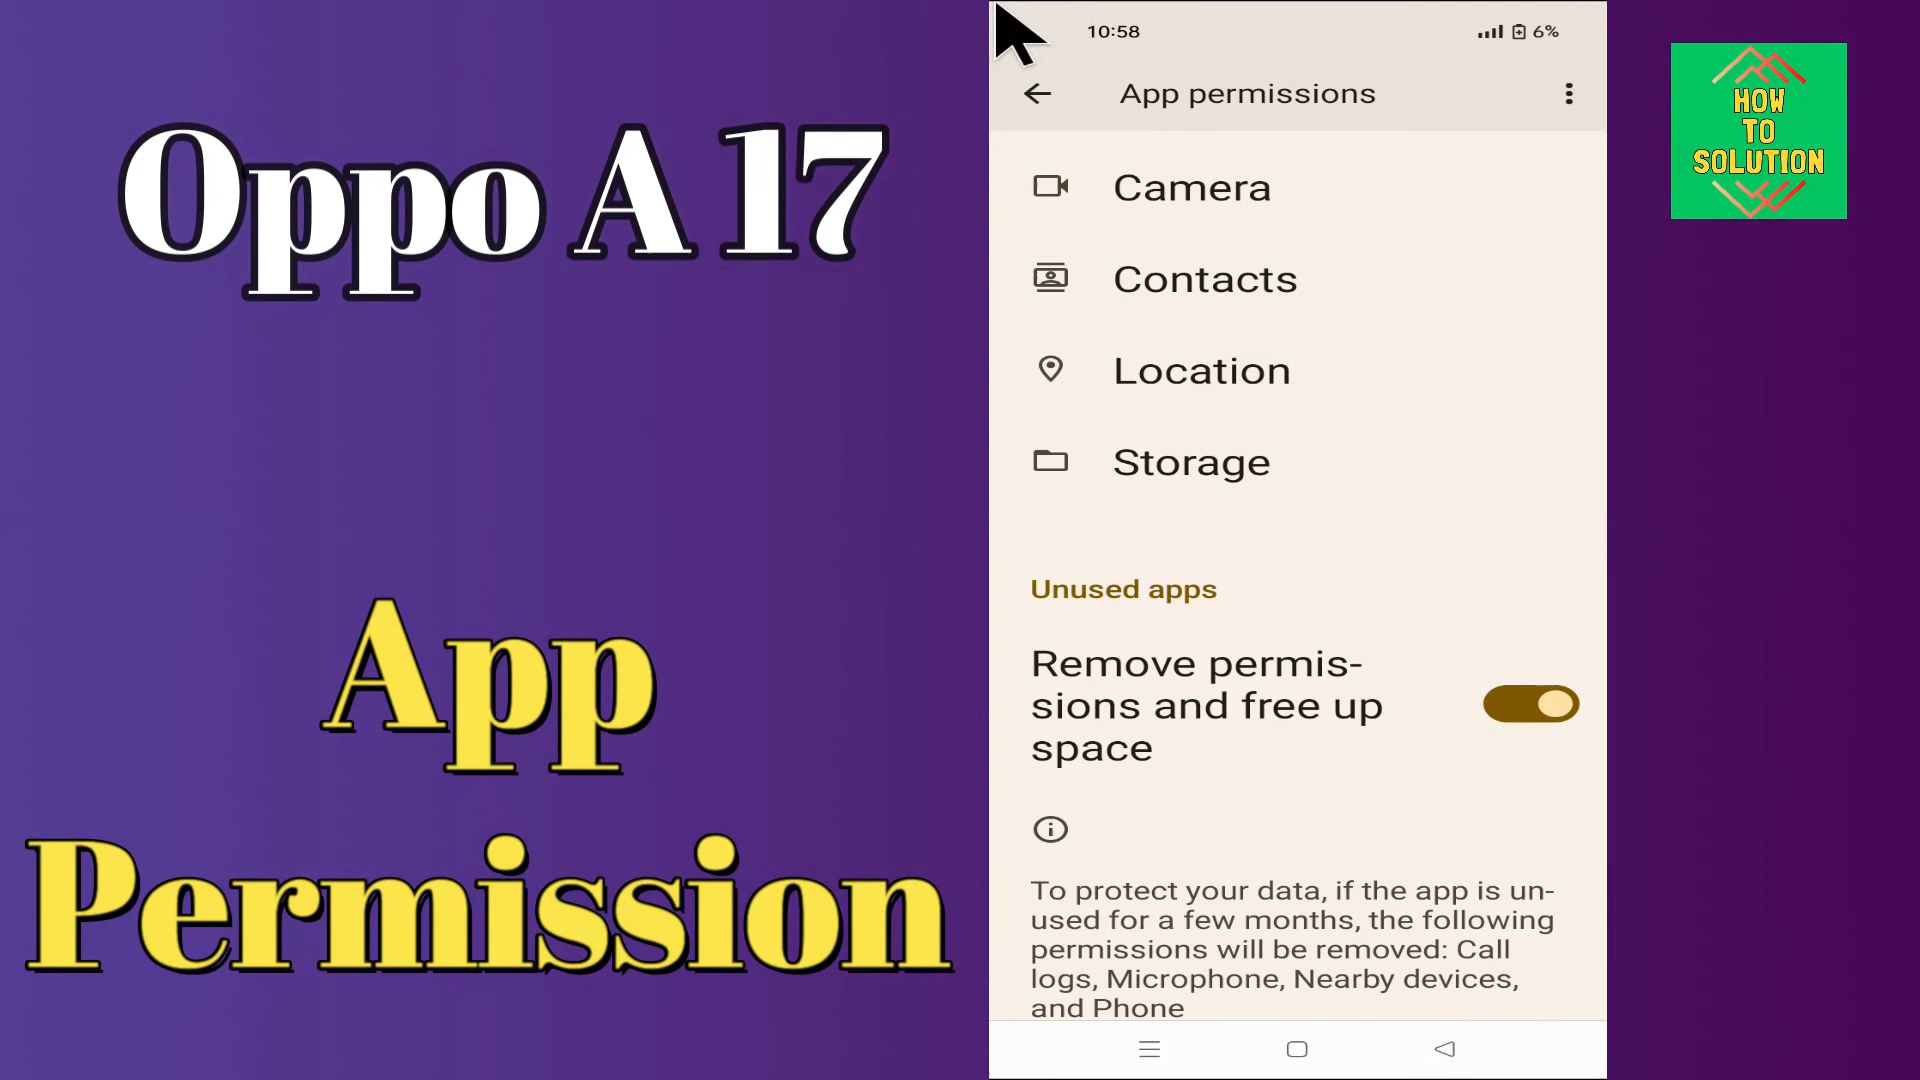 Oppo A 17
App
Permission
10:58
6%
App permissions
Camera
Contacts
Location
Storage
Unused apps
Remove permis-
sions and free up
space
To protect your data, if the app is un-
used for a few months, the following
permissions will be removed: Call
logs, Microphone, Nearby devices,
and Phone
HOW
TO
SOLUTION